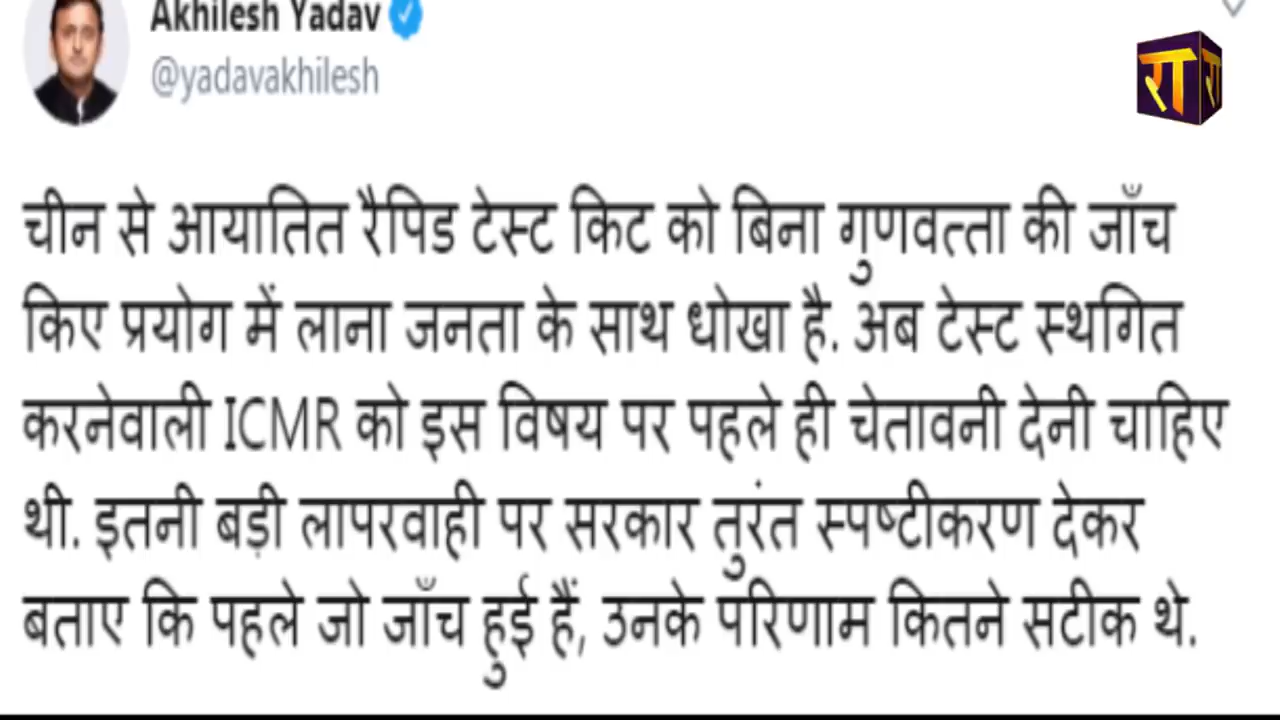 Akhilesh Yadav
@yadavakhilesh
रा रा
चीन से आयातित रैपिड टेस्ट किट को बिना गुणवत्ता की जाँच
किए प्रयोग में लाना जनता के साथ धोखा है. अब टेस्ट स्थगित
करनेवाली ICMR को इस विषय पर पहले ही चेतावनी देनी चाहिए
थी. इतनी बड़ी लापरवाही पर सरकार तुरंत स्पष्टीकरण देकर
बताए कि पहले जो जाँच हुई हैं, उनके परिणाम कितने सटीक थे.